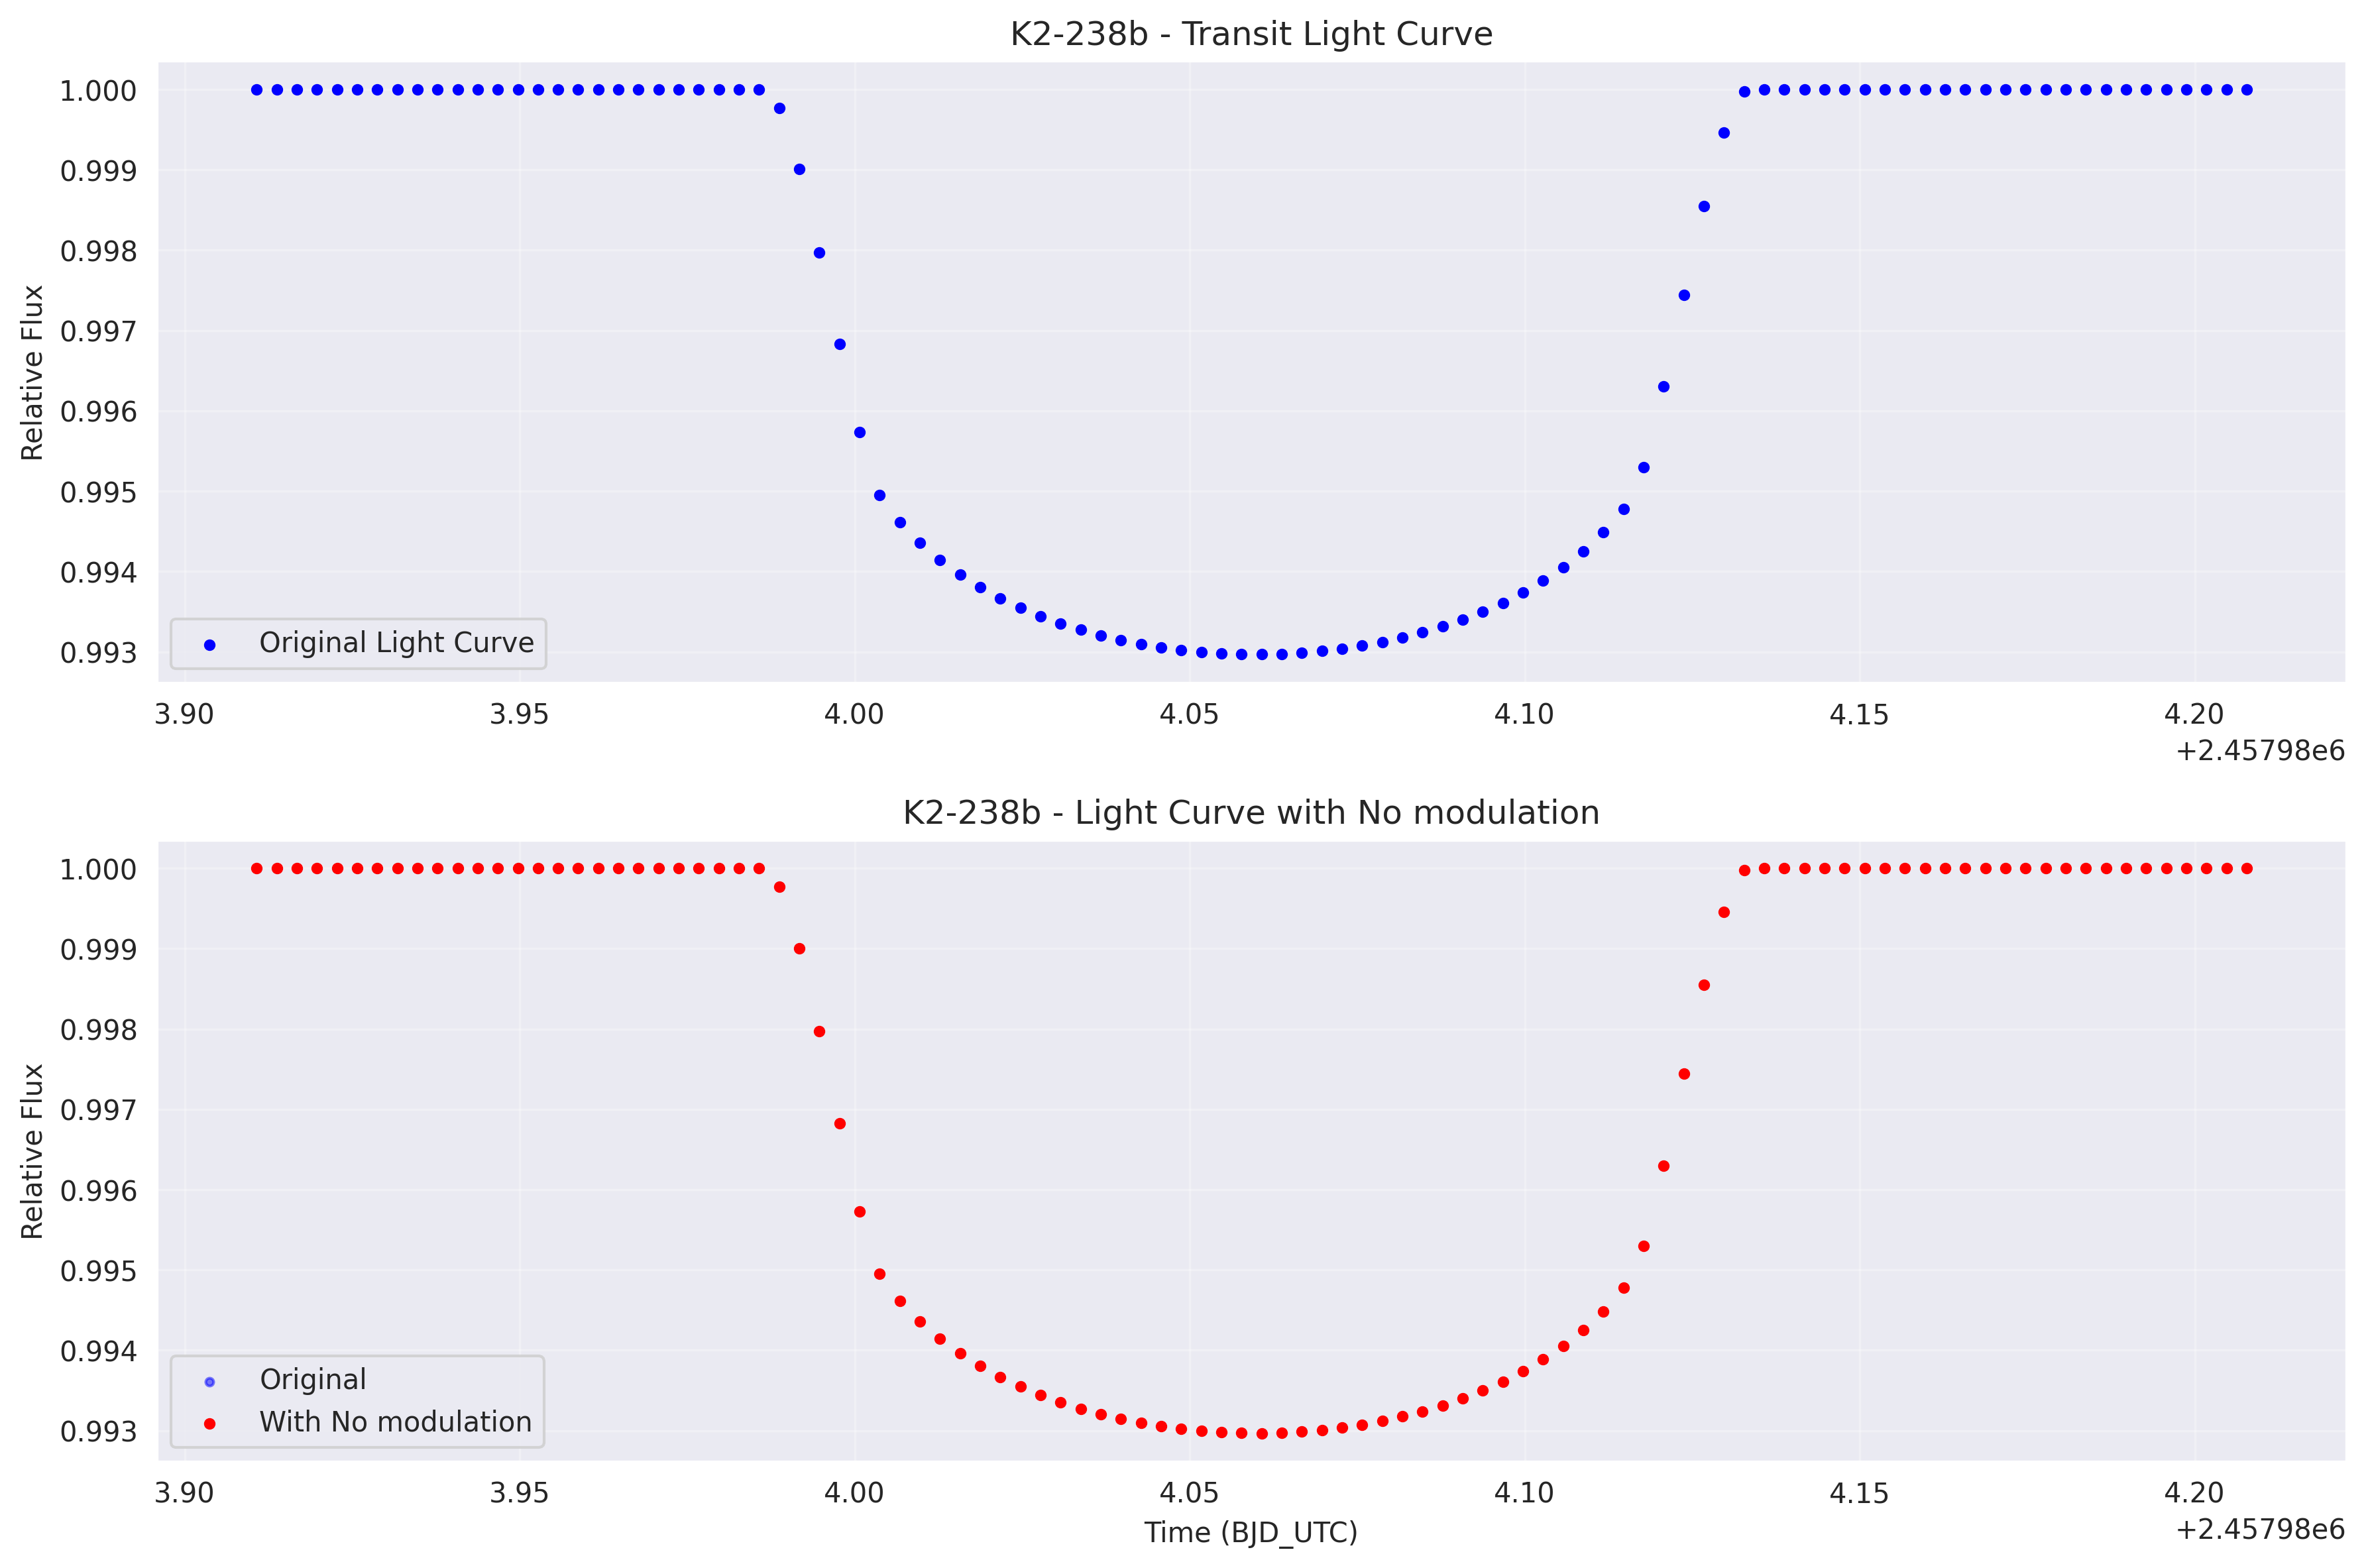 K2-238b - Transit Light Curve
Relative Flux
1.000
0.999
0.998
0.997
0.996
0.995
0.994
0.993
Original Light Curve
3.90 3.95 4.00 4.05 4.10 4.15 4.20
+2.45798e6
K2-238b - Light Curve with No modulation
Relative Flux
1.000
0.999
0.998
0.997
0.996
0.995
0.994
0.993
Original
With No modulation
3.90 3.95 4.00 4.05 4.10 4.15 4.20
Time (BJD_UTC)
+2.45798e6